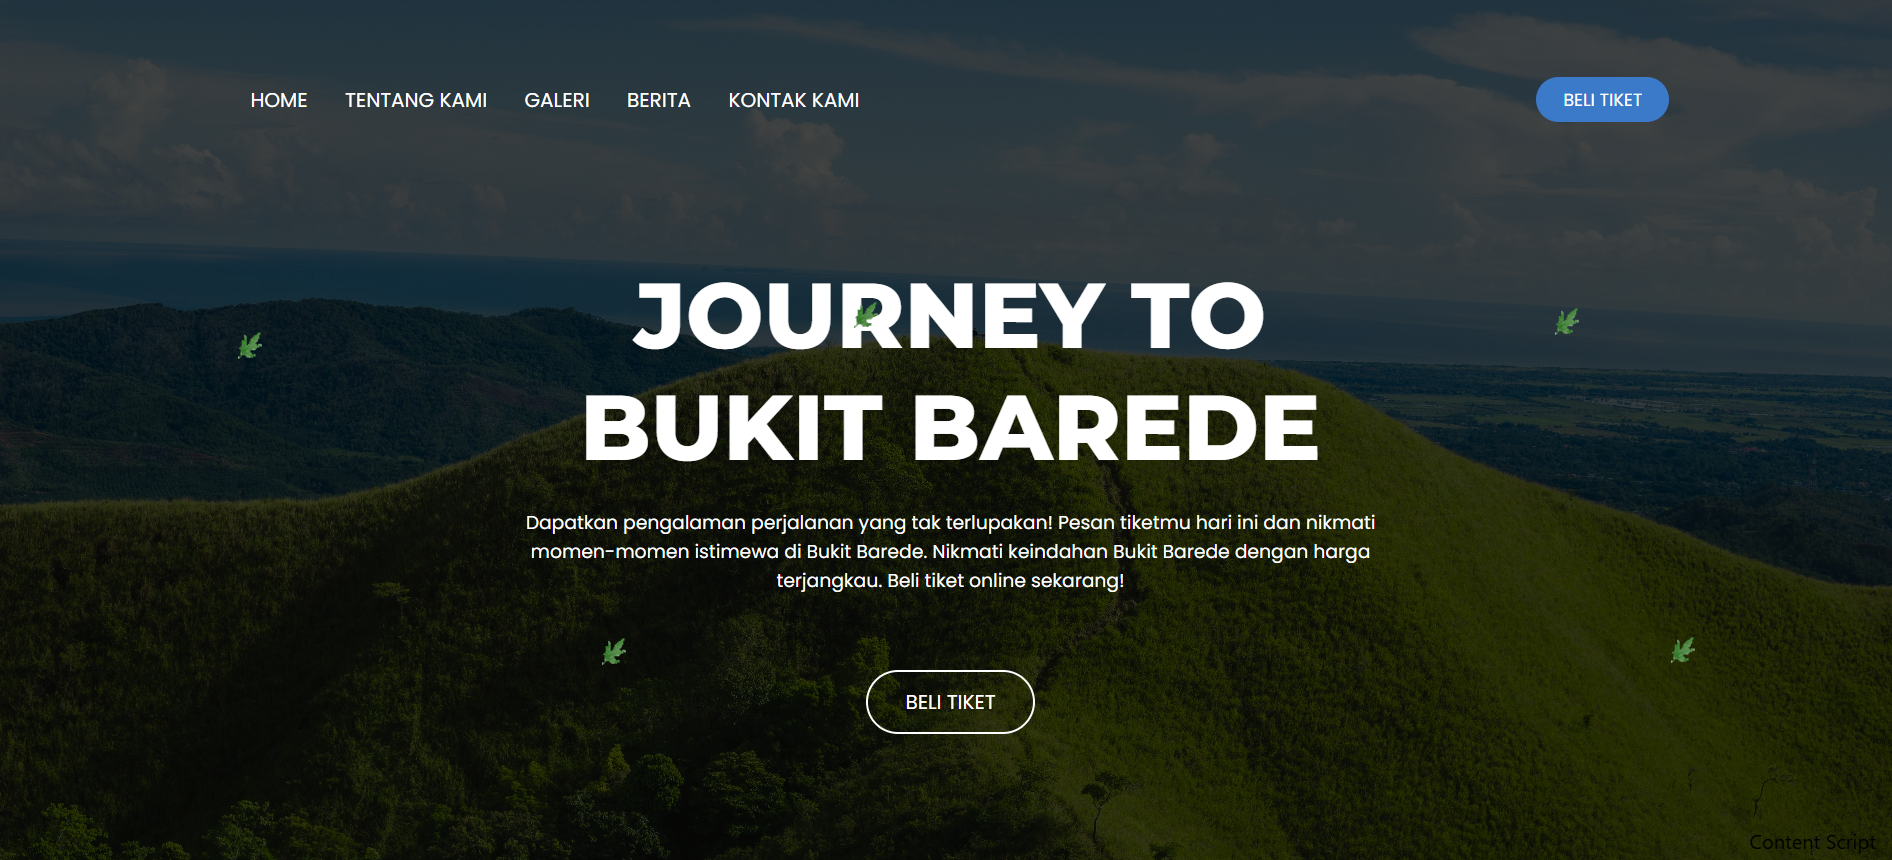 HOME TENTANG KAMI GALERI BERITA KONTAK KAMI BELI TIKET
JOURNEY TO
BUKIT BAREDE
Dapatkan pengalaman perjalanan yang tak terlupakan! Pesan tiketmu hari ini dan nikmati
momen-momen istimewa di Bukit Barede. Nikmati keindahan Bukit Barede dengan harga
terjangkau. Beli tiket online sekarang!
BELI TIKET
Content Script